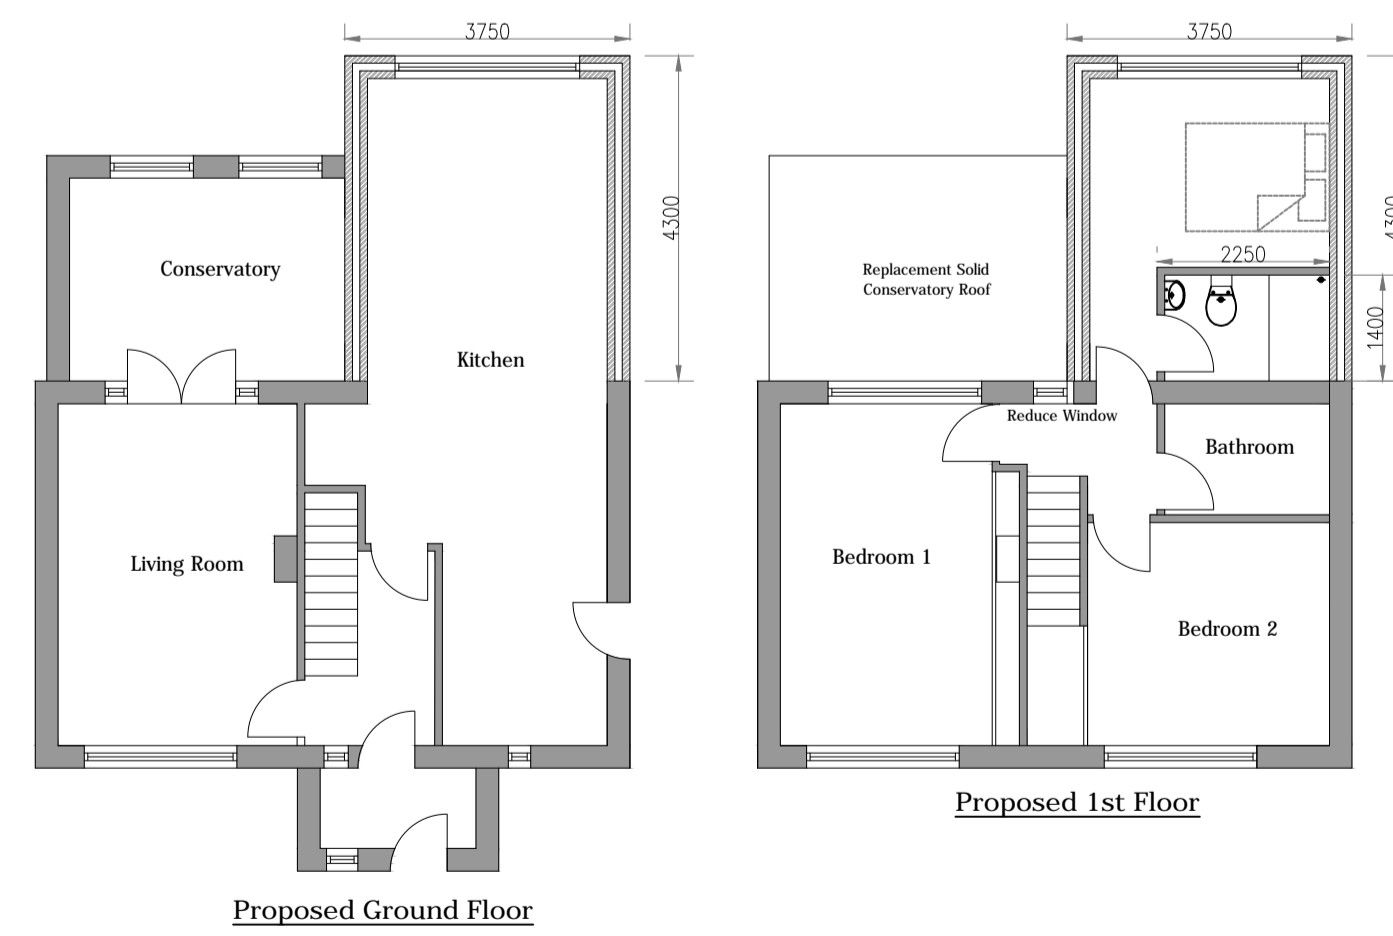 3750
4300
Conservatory
Kitchen
Living Room
Proposed Ground Floor
3750
4300
2250
1400
Replacement Solid
Conservatory Roof
Reduce Window
Bathroom
Bedroom 1
Bedroom 2
Proposed 1st Floor